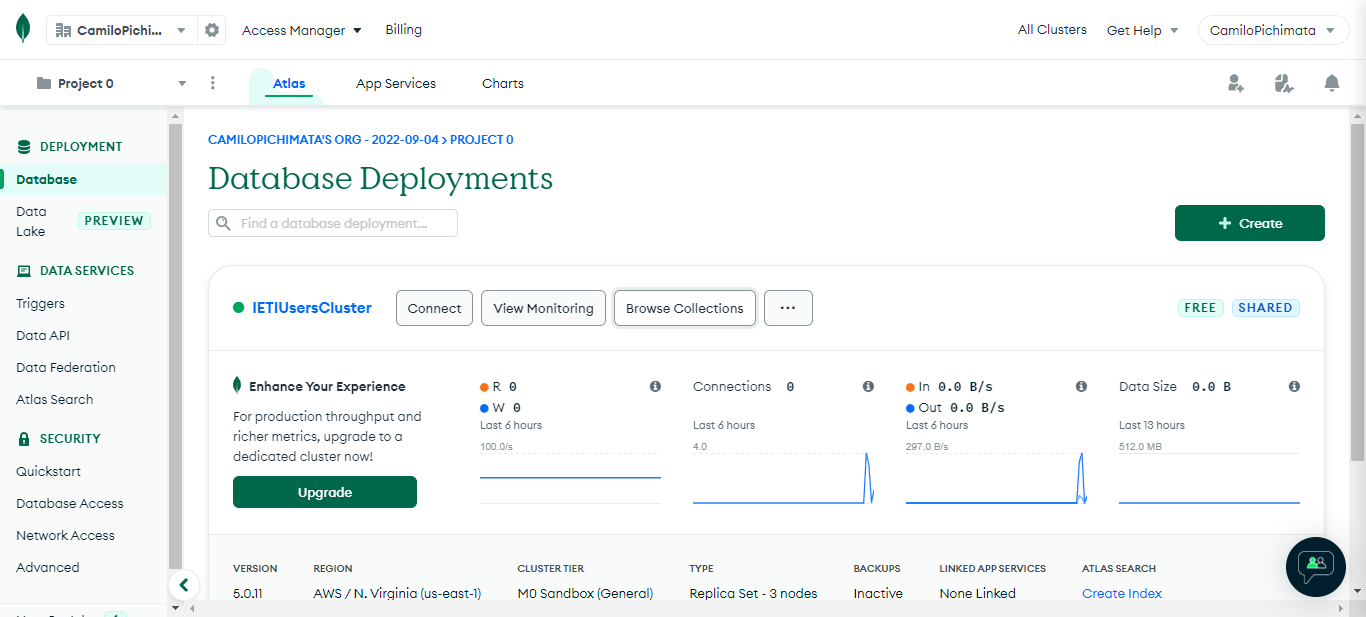 CamiloPichi...
Access Manager
Billing
All Clusters
Get Help
CamiloPichimata
Project 0
Atlas
App Services
Charts
DEPLOYMENT
Database
Data
Lake
PREVIEW
DATA SERVICES
Triggers
Data API
Data Federation
Atlas Search
SECURITY
Quickstart
Database Access
Network Access
Advanced
CAMILOPICHIMATA'S ORG - 2022-09-04 > PROJECT 0
Database Deployments
Find a database deployment...
+ Create
IETIUsersCluster
Connect
View Monitoring
Browse Collections
...
FREE
SHARED
Enhance Your Experience
For production throughput and
richer metrics, upgrade to a
dedicated cluster now!
Upgrade
R 0
W 0
Last 6 hours
100.0/s
Connections 0
Last 6 hours
4.0
In 0.0 B/s
Out 0.0 B/s
Last 6 hours
297.0 B/s
Data Size 0.0 B
Last 13 hours
512.0 MB
VERSION
5.0.11
REGION
AWS / N. Virginia (us-east-1)
CLUSTER TIER
M0 Sandbox (General)
TYPE
Replica Set - 3 nodes
BACKUPS
Inactive
LINKED APP SERVICES
None Linked
ATLAS SEARCH
Create Index